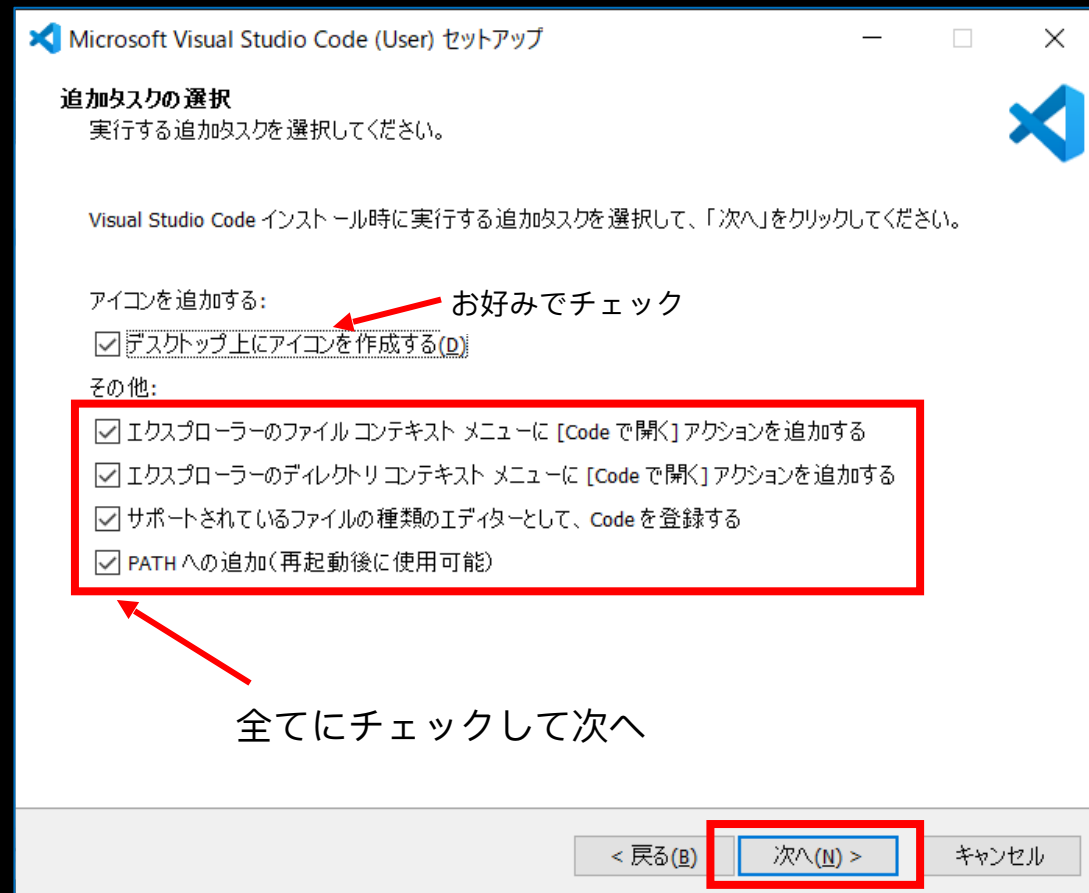 Microsoft Visual Studio Code (User) セットアップ
追加タスクの選択
実行する追加タスクを選択してください。
Visual Studio Code インストール時に実行する追加タスクを選択して、「次へ」をクリックしてください。
アイコンを追加する:
お好みでチェック
デスクトップ上にアイコンを作成する(D)
その他:
エクスプローラーのファイル コンテキスト メニューに [Code で開く] アクションを追加する
エクスプローラーのディレクトリ コンテキスト メニューに [Code で開く] アクションを追加する
サポートされているファイルの種類のエディターとして、Code を登録する
PATH への追加(再起動後に使用可能)
全てにチェックして次へ
< 戻る(B) 次へ(N) > キャンセル